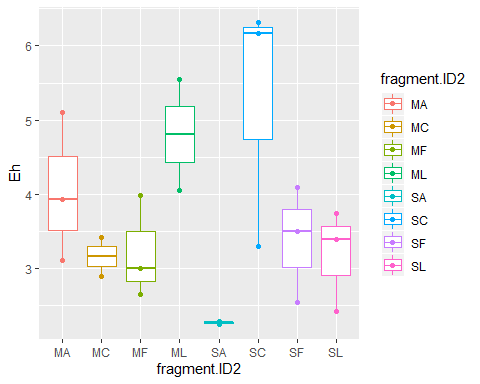 Eh
6
5
4
3
MA MC MF ML SA SC SF SL
fragment.ID2
fragment.ID2
MA
MC
MF
ML
SA
SC
SF
SL